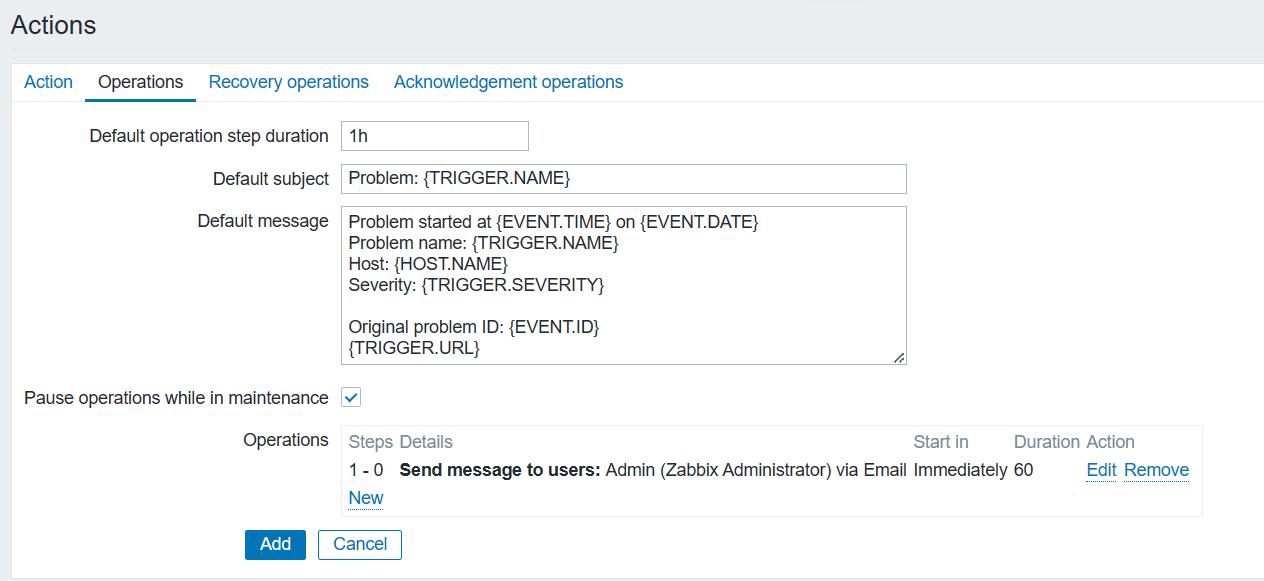 Actions
Action Operations Recovery operations Acknowledgement operations
Default operation step duration 1h
Default subject Problem: {TRIGGER.NAME}
Default message Problem started at {EVENT.TIME} on {EVENT.DATE}
Problem name: {TRIGGER.NAME}
Host: {HOST.NAME}
Severity: {TRIGGER.SEVERITY}
Original problem ID: {EVENT.ID}
{TRIGGER.URL}
Pause operations while in maintenance
Operations Steps Details Start in Duration Action
1 - 0 Send message to users: Admin (Zabbix Administrator) via Email Immediately 60 Edit Remove
New
Add Cancel